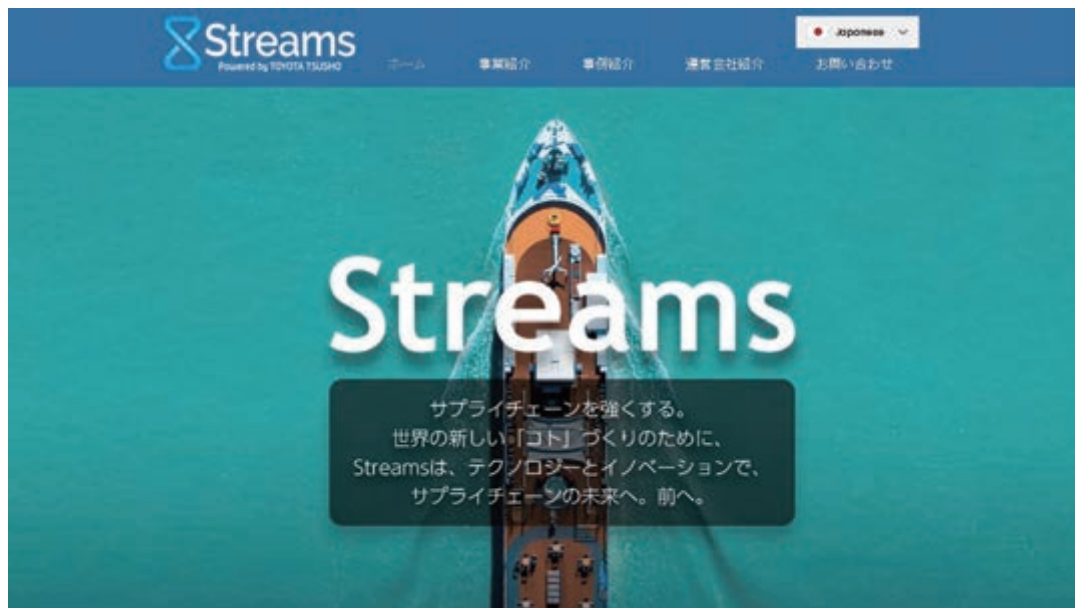 Streams
Powered by TOYOTA TSUSHO
Japanese
ホーム
事業紹介
事例紹介
運営会社紹介
お問い合わせ
Streams
サプライチェーンを強くする。
世界の新しい「コト」づくりのために、
Streamsは、テクノロジーとイノベーションで、
サプライチェーンの未来へ。前へ。